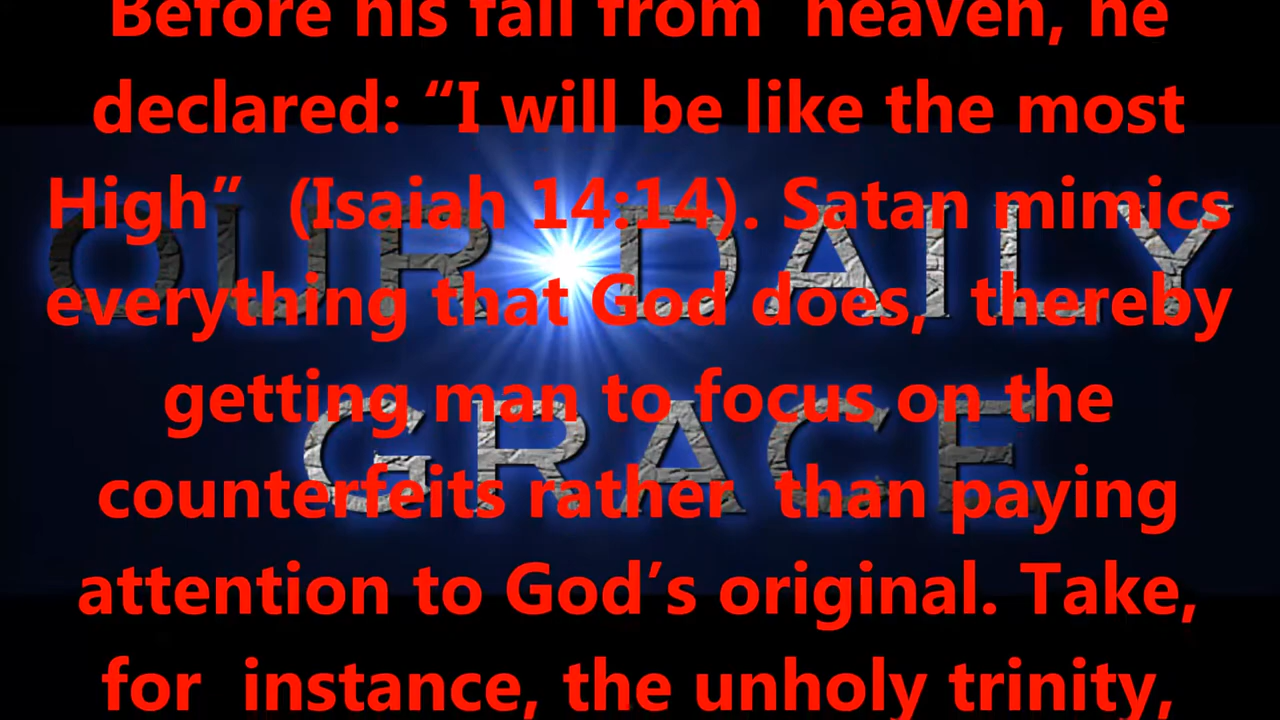 Before his fall from  heaven, he
declared: “I will be like the most
High”  (Isaiah 14:14). Satan mimics
everything that God does,  thereby
getting man to focus on the
counterfeits rather  than paying
attention to God’s original. Take,
for  instance, the unholy trinity,
OUR DAILY
GRACE